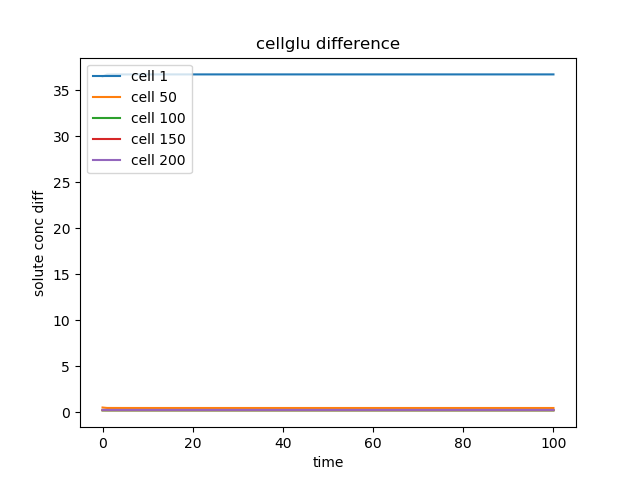 cellglu difference
cell 1
cell 50
cell 100
cell 150
cell 200
solute conc diff
35
30
25
20
15
10
5
0
0 20 40 60 80 100
time